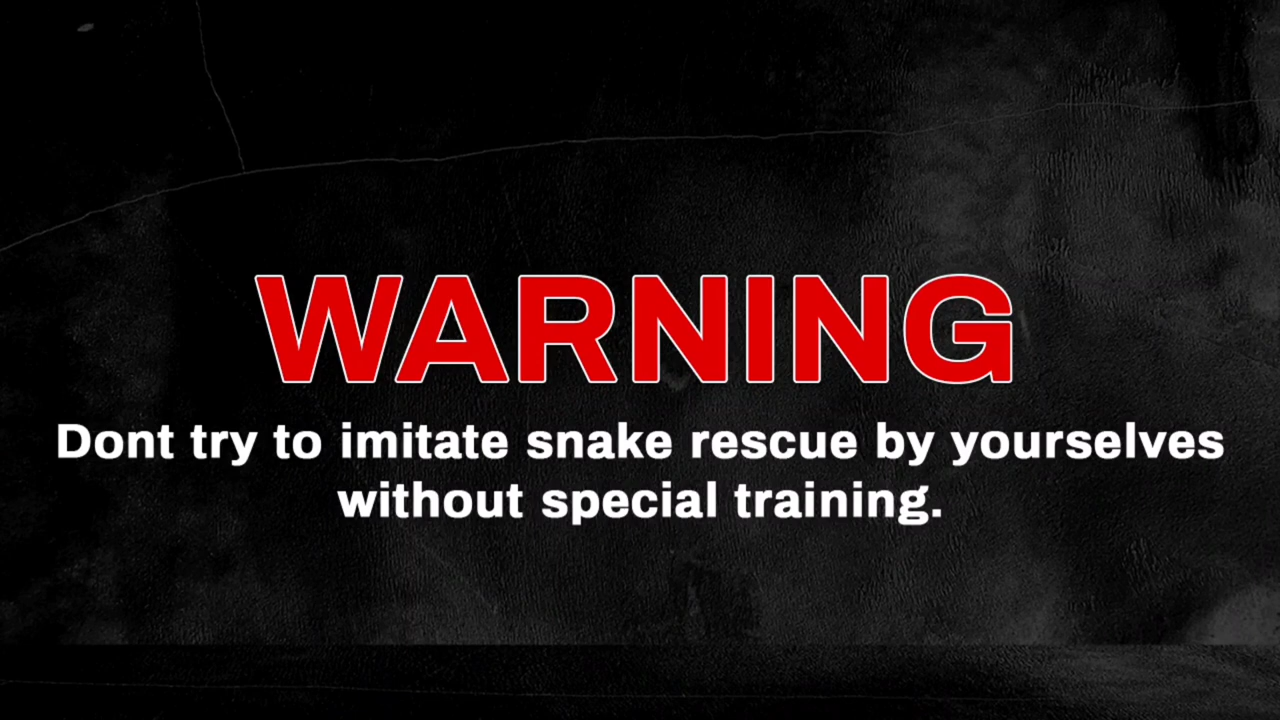 WARNING
Dont try to imitate snake rescue by yourselves
without special training.